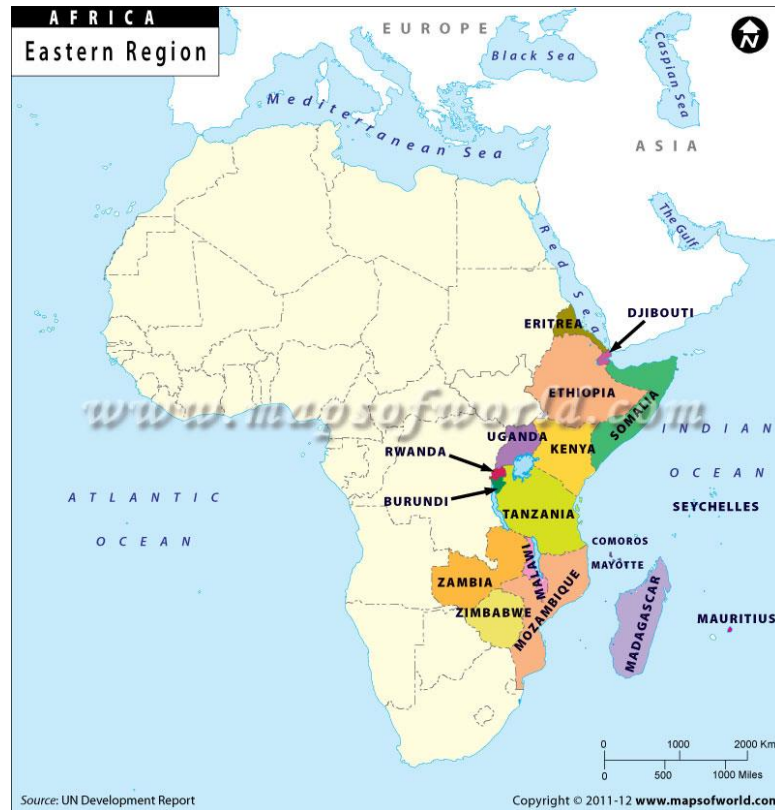 AFRICA
Eastern Region
EUROPE
Black Sea
Caspian Sea
N
Mediterranean Sea
ASIA
The Gulf
Red Sea
DJIBOUTI
ERITREA
ETHIOPIA
SOMALIA
www.mapsofworld.com
UGANDA
KENYA
INDIAN
OCEAN
RWANDA
BURUNDI
ATLANTIC
OCEAN
TANZANIA
SEYCHELLES
COMOROS
MAYOTTE
MALAWI
ZAMBIA
ZIMBABWE
MOZAMBIQUE
MADAGASCAR
MAURITIUS
0 1000 2000 Km
0 500 1000 Miles
Source: UN Development Report
Copyright © 2011-12 www.mapsofworld.com